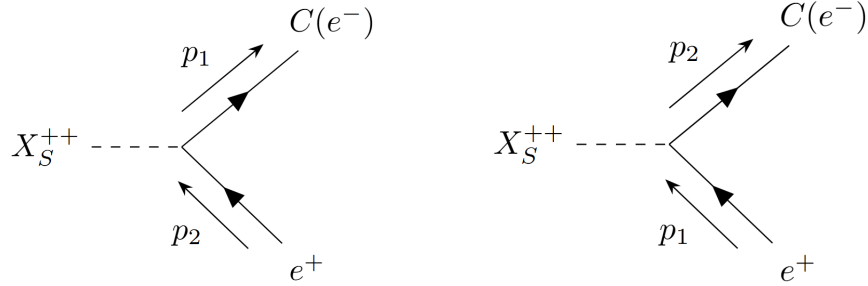 C(e^-)
p_1
X_S^{++}
p_2
e^+
C(e^-)
p_2
X_S^{++}
p_1
e^+